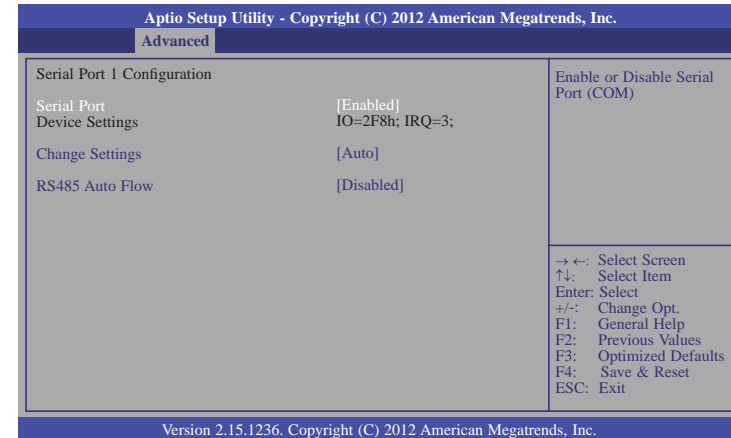 Aptio Setup Utility - Copyright (C) 2012 American Megatrends, Inc.
Advanced
Serial Port 1 Configuration
Serial Port [Enabled]
Device Settings IO=2F8h; IRQ=3;
Change Settings [Auto]
RS485 Auto Flow [Disabled]
Enable or Disable Serial
Port (COM)
→ ←: Select Screen
↑↓: Select Item
Enter: Select
+/-: Change Opt.
F1: General Help
F2: Previous Values
F3: Optimized Defaults
F4: Save & Reset
ESC: Exit
Version 2.15.1236. Copyright (C) 2012 American Megatrends, Inc.